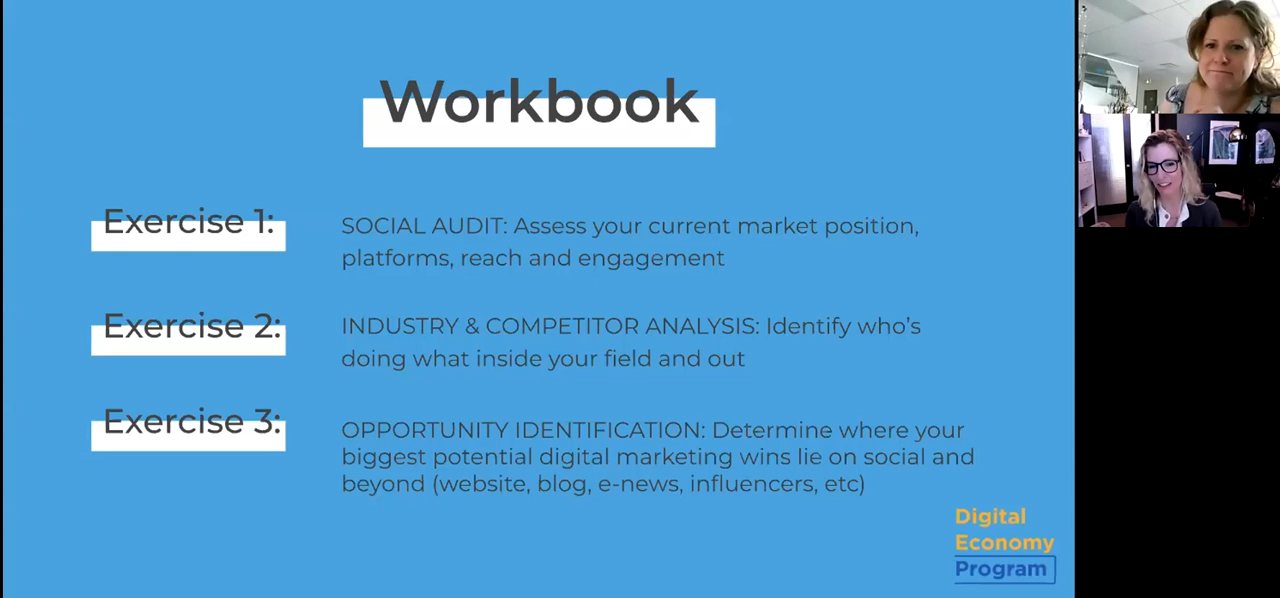 Workbook
Exercise 1:
SOCIAL AUDIT: Assess your current market position,
platforms, reach and engagement
Exercise 2:
INDUSTRY & COMPETITOR ANALYSIS: Identify who's
doing what inside your field and out
Exercise 3:
OPPORTUNITY IDENTIFICATION: Determine where your
biggest potential digital marketing wins lie on social and
beyond (website, blog, e-news, influencers, etc)
Digital
Economy
Program